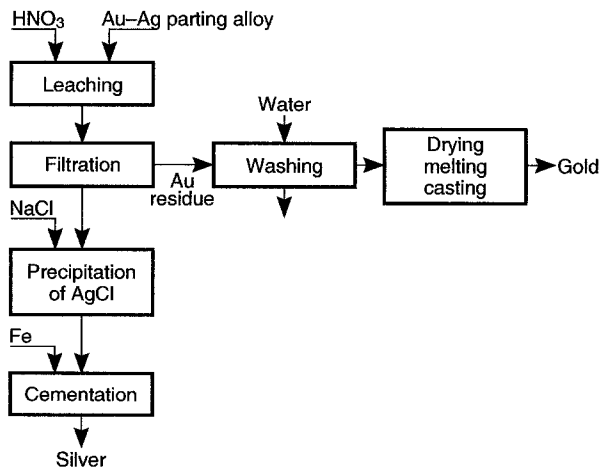 HNO₃
Au–Ag parting alloy
Leaching
Water
Filtration
Au
residue
Washing
Drying
melting
casting
Gold
NaCl
Precipitation
of AgCl
Fe
Cementation
Silver